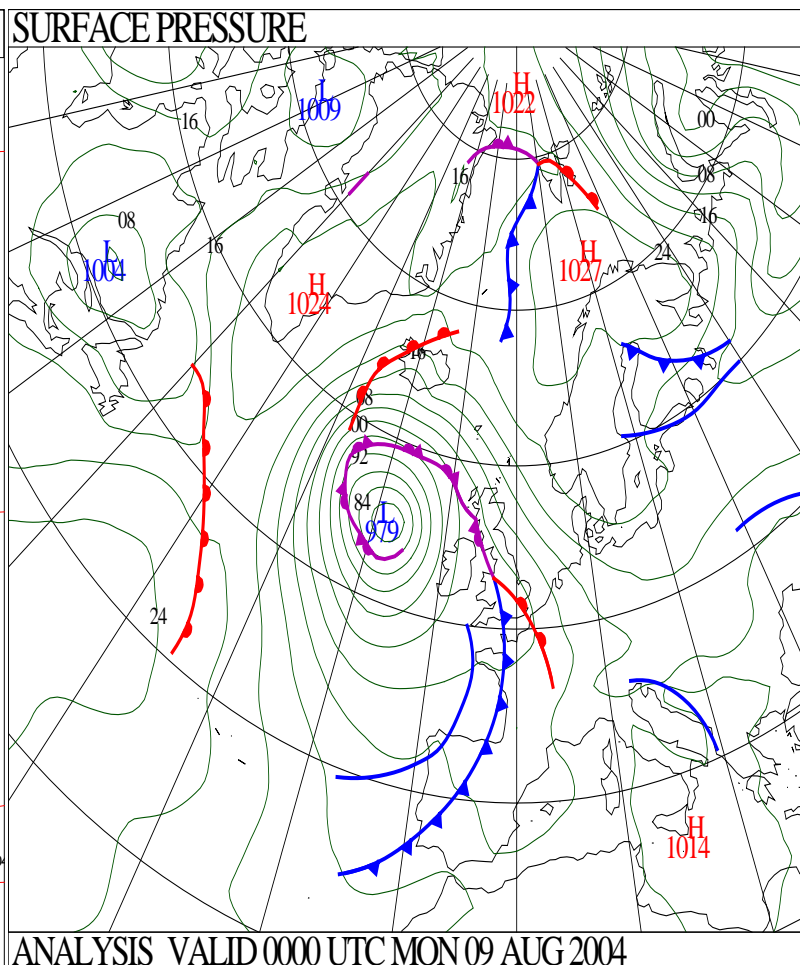 SURFACE PRESSURE
L
1009
H
1022
16
00
16
08
16
08
16
24
L
1004
H
1027
H
1024
16
08
00
92
84
L
979
24
H
1014
ANALYSIS VALID 0000 UTC MON 09 AUG 2004